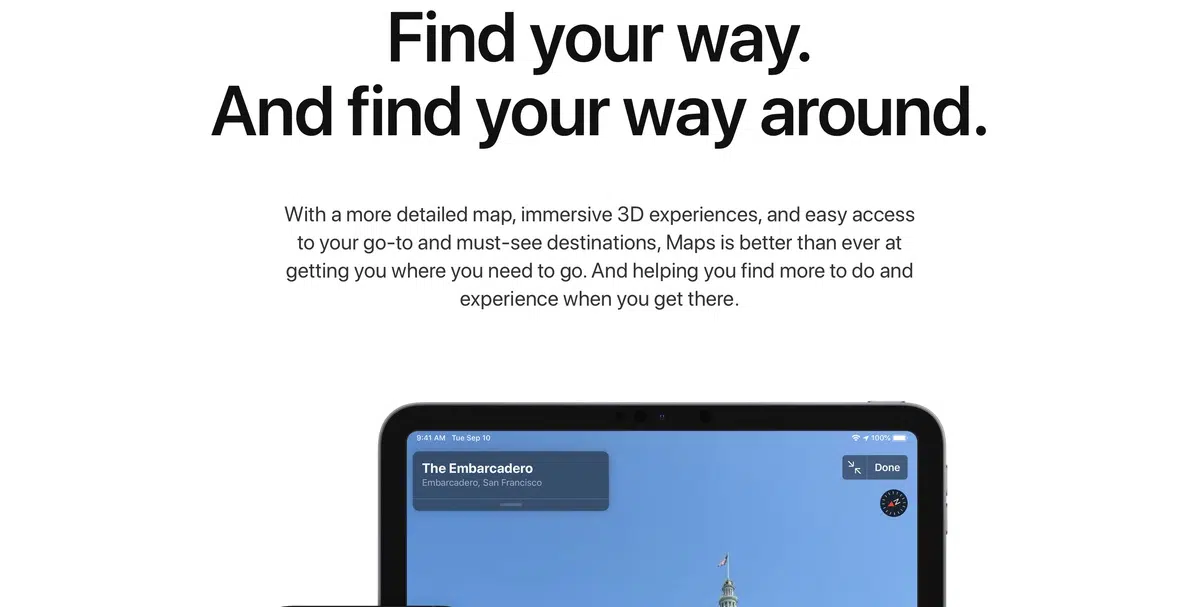 Find your way.
And find your way around.
With a more detailed map, immersive 3D experiences, and easy access
to your go-to and must-see destinations, Maps is better than ever at
getting you where you need to go. And helping you find more to do and
experience when you get there.
9:41 AM Tue Sep 10
100%
The Embarcadero
Embarcadero, San Francisco
Done
N